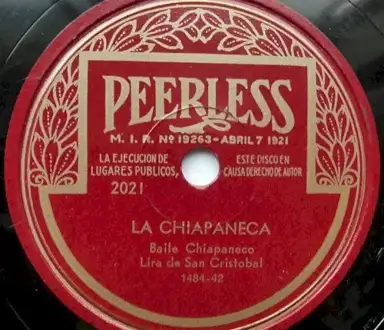 PEERLESS
M. I. R. Nº 19263-ABRIL 7 1921
LA EJECUCION DE
LUGARES PUBLICOS,
ESTE DISCO EN
CAUSA DERECHO DE AUTOR
2021
LA CHIAPANECA
Baile Chiapaneco
Lira de San Cristobal
1484-42